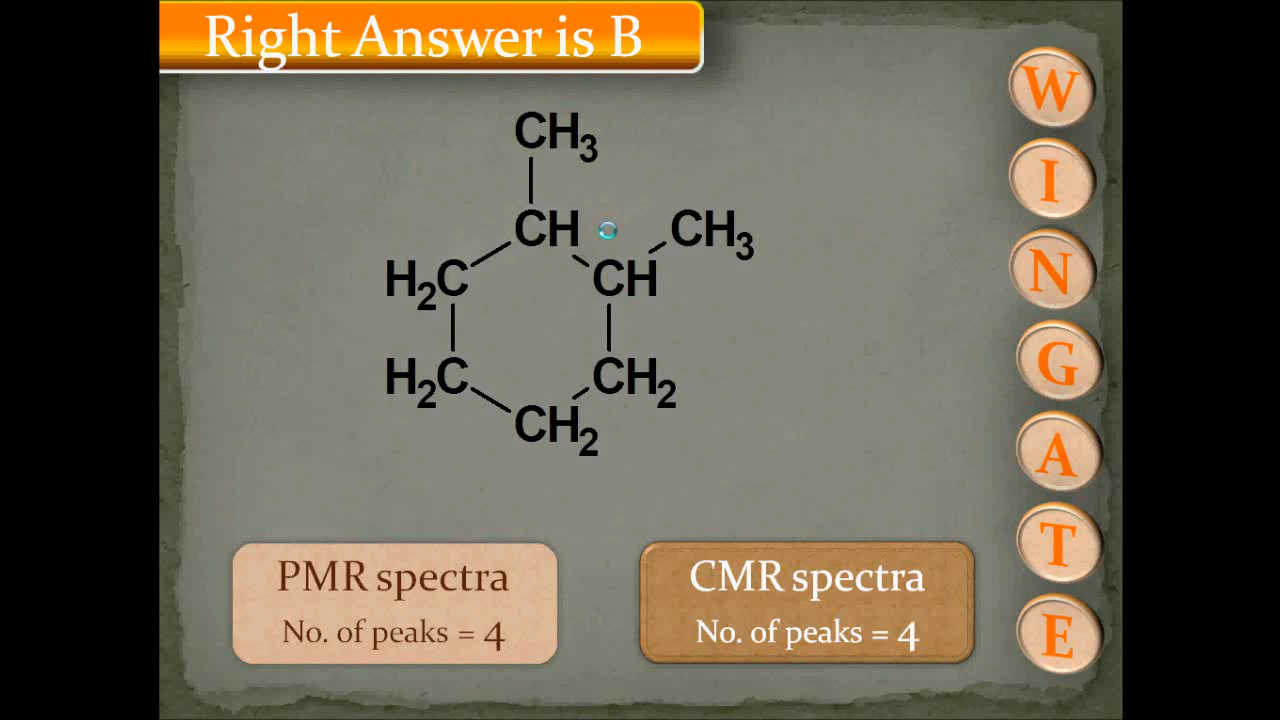 Right Answer is B
CH3
CH
CH3
H2C
CH
H2C
CH2
CH2
PMR spectra
No. of peaks = 4
CMR spectra
No. of peaks = 4
W
I
N
G
A
T
E